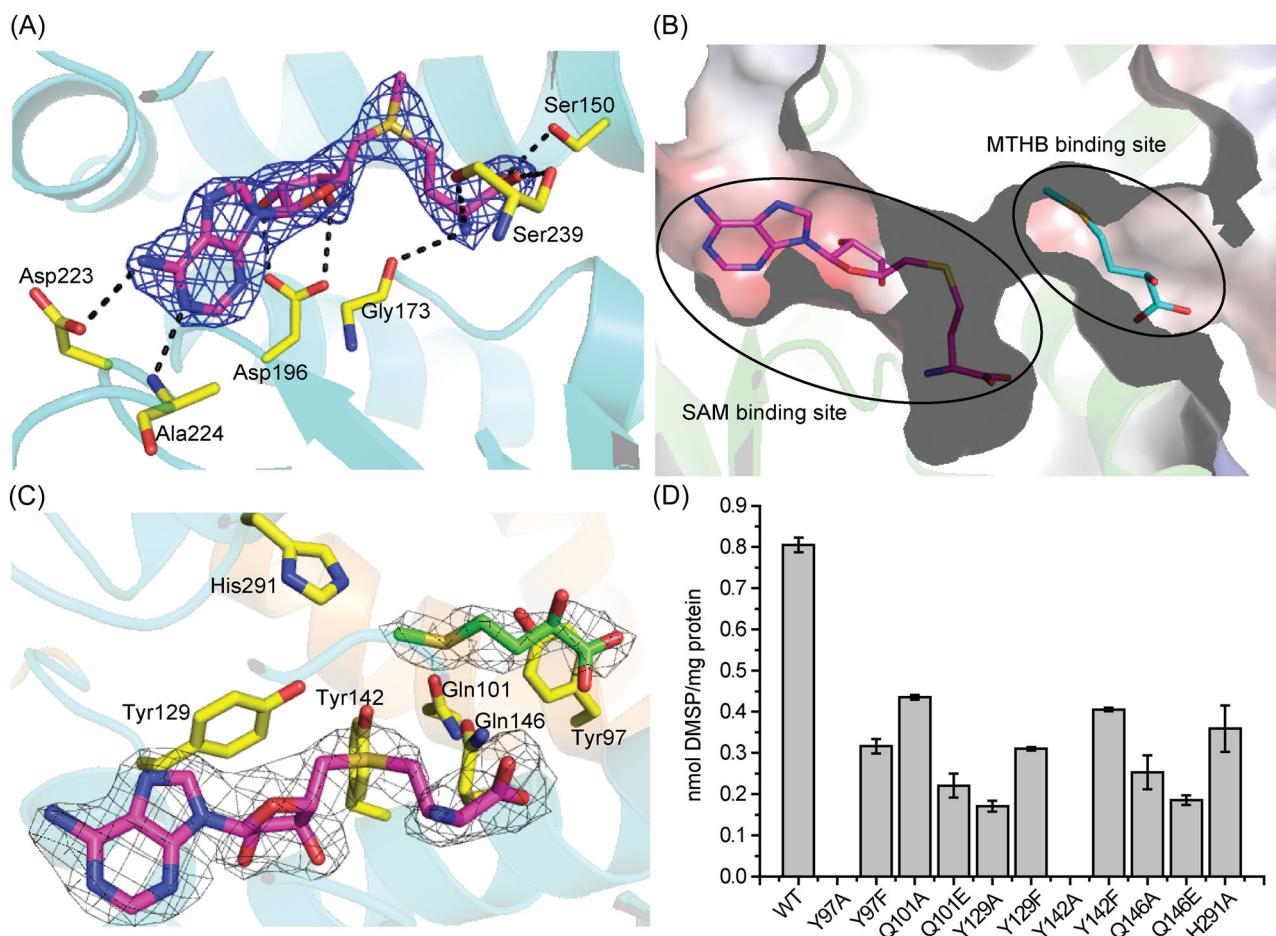 (A)
Ser150
Ser239
Asp223
Gly173
Asp196
Ala224
(B)
MTHB binding site
SAM binding site
(C)
His291
Tyr129
Tyr142
Gln101
Gln146
Tyr97
(D)
nmol DMSP/mg protein
0.9
0.8
0.7
0.6
0.5
0.4
0.3
0.2
0.1
0.0
WT
Y97A
Y97F
Q101A
Q101E
Y129A
Y129F
Y142A
Y142F
Q146A
Q146E
H291A